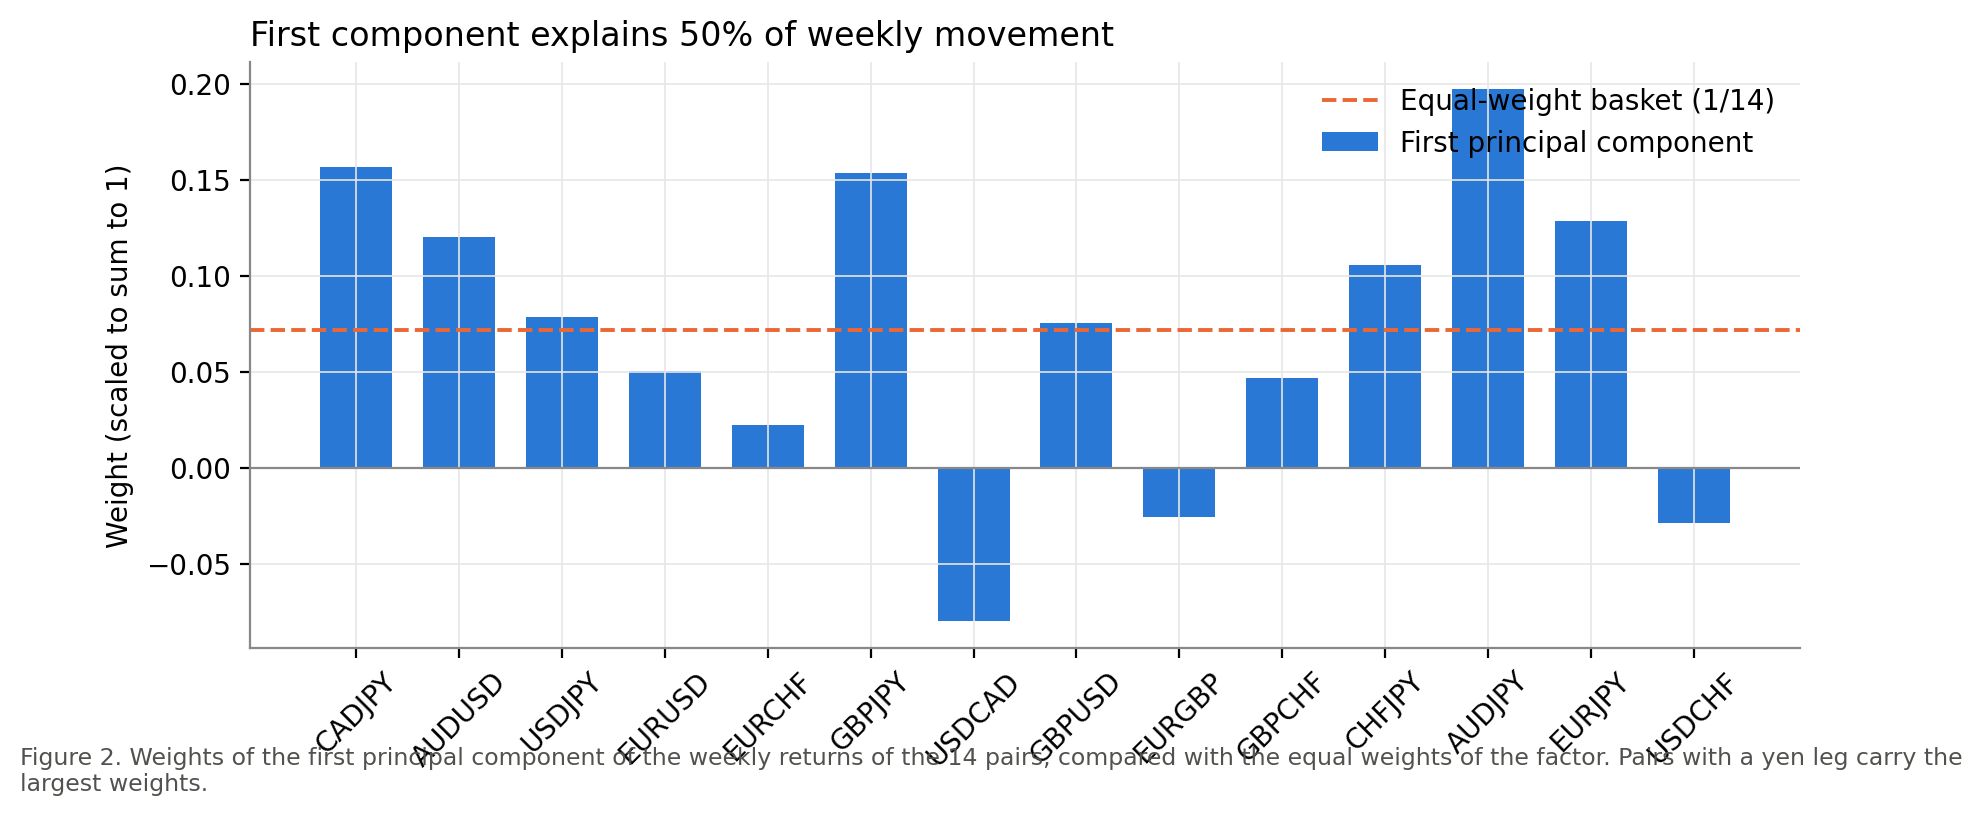 First component explains 50% of weekly movement
Equal-weight basket (1/14)
First principal component
Weight (scaled to sum to 1)
0.20
0.15
0.10
0.05
0.00
−0.05
CADJPY
AUDUSD
USDJPY
EURUSD
EURCHF
GBPJPY
USDCAD
GBPUSD
EURGBP
GBPCHF
CHFJPY
AUDJPY
EURJPY
USDCHF
Figure 2. Weights of the first principal component of the weekly returns of the 14 pairs, compared with the equal weights of the factor. Pairs with a yen leg carry the
largest weights.